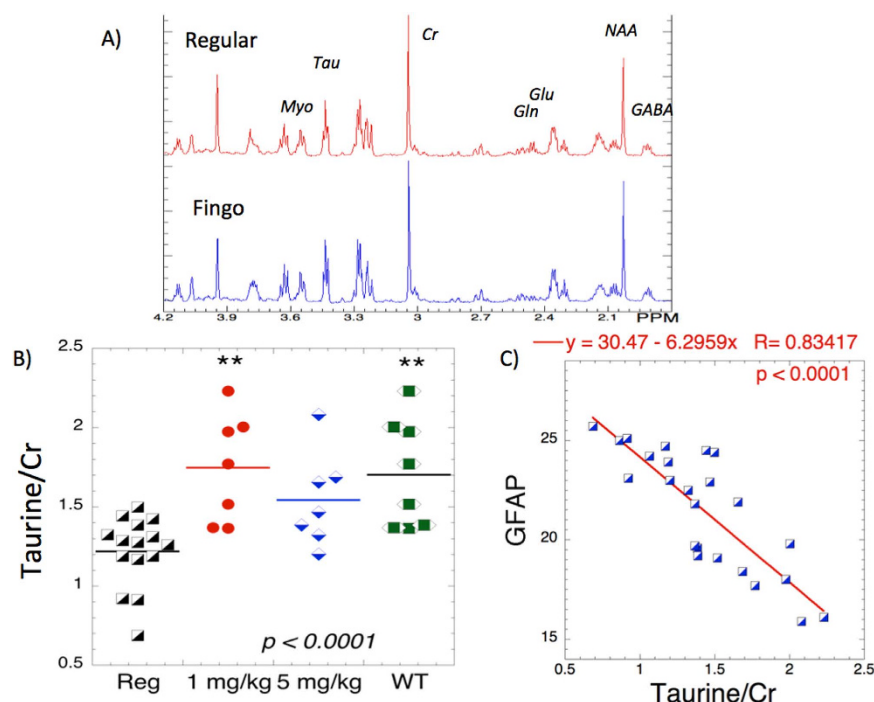 A)
Regular
Myo
Tau
Cr
Gln
Glu
NAA
GABA
Fingo
4.2 3.9 3.6 3.3 3 2.7 2.4 2.1 PPM
B)
Taurine/Cr
2.5
2
1.5
1
0.5
** **
p < 0.0001
Reg 1 mg/kg 5 mg/kg WT
C)
y = 30.47 - 6.2959x R= 0.83417
p < 0.0001
GFAP
25
20
15
0.5 1 1.5 2 2.5
Taurine/Cr